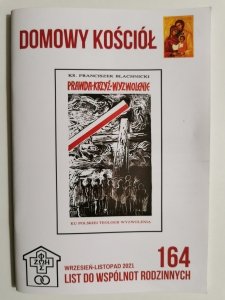 DOMOWY KOŚCIÓŁ
KS. FRANCISZEK BLACHNICKI
PRAWDA-KRZYŻ-WYZWOLENIE
KU POLSKIEJ TEOLOGII WYZWOLENIA
WRZESIEŃ-LISTOPAD 2021
164
LIST DO WSPÓLNOT RODZINNYCH